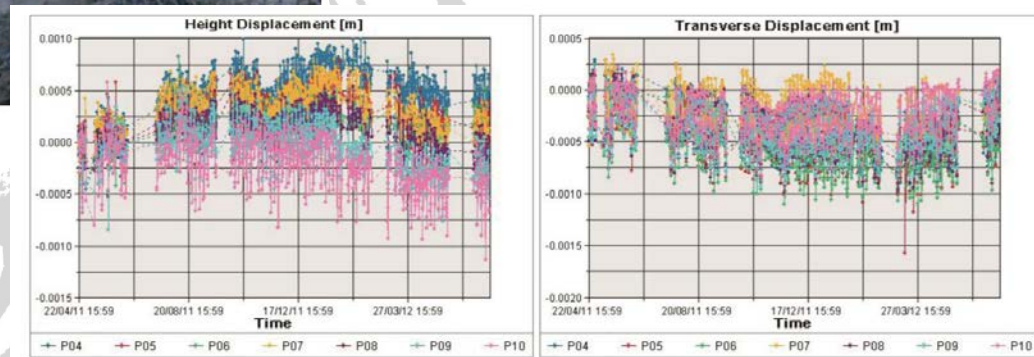 Height Displacement [m]
0.0010
0.0005
0.0000
-0.0005
-0.0010
-0.0015
22/04/11 15:59 20/08/11 15:59 17/12/11 15:59 27/03/12 15:59
Time
P04 P05 P06 P07 P08 P09 P10
Transverse Displacement [m]
0.0005
0.0000
-0.0005
-0.0010
-0.0015
-0.0020
22/04/11 15:59 20/08/11 15:59 17/12/11 15:59 27/03/12 15:59
Time
P04 P05 P06 P07 P08 P09 P10